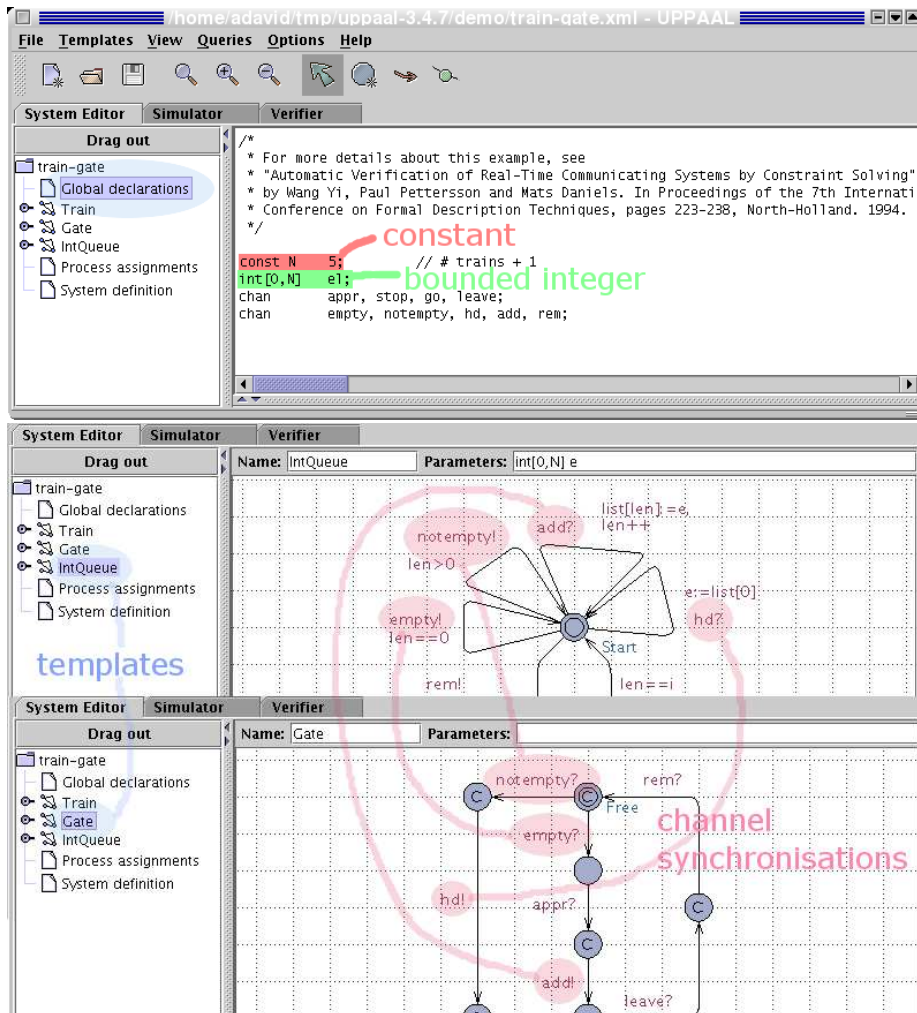 /home/adavid/tmp/uppaal-3.4.7/demo/train-gate.xml - UPPAAL
File Templates View Queries Options Help
System Editor Simulator Verifier
Drag out
train-gate
Global declarations
Train
Gate
IntQueue
Process assignments
System definition
/*
* For more details about this example, see
* "Automatic Verification of Real-Time Communicating Systems by Constraint Solving"
* by Wang Yi, Paul Pettersson and Mats Daniels. In Proceedings of the 7th Internati
* Conference on Formal Description Techniques, pages 223-238, North-Holland. 1994.
*/
constant
const N 5; // # trains + 1
int[0,N] el; bounded integer
chan appr, stop, go, leave;
chan empty, notempty, hd, add, rem;
System Editor Simulator Verifier
Drag out
Name: IntQueue Parameters: int[0,N] e
train-gate
Global declarations
Train
Gate
IntQueue
Process assignments
System definition
templates
list[len]:=e,
add? len++
notempty!
len>0
e:=list[0]
empty! hd?
len==0
Start
rem! len==i
System Editor Simulator Verifier
Drag out
Name: Gate Parameters:
train-gate
Global declarations
Train
Gate
IntQueue
Process assignments
System definition
notempty? rem?
C C
Free
channel
empty?
synchronisations
hd! appr? C
C
add!
leave?